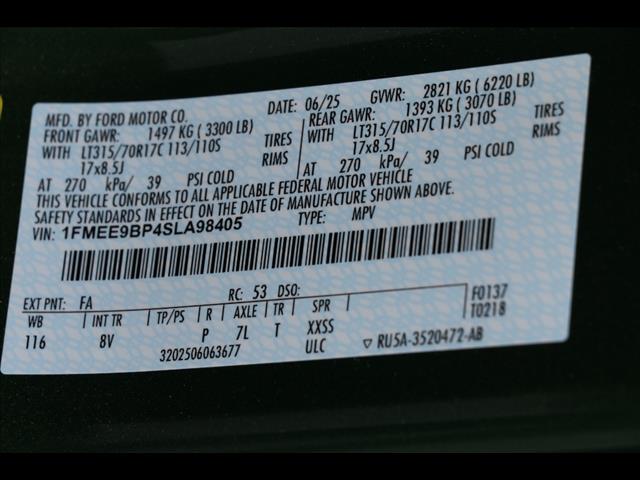 MFD. BY FORD MOTOR CO.
DATE: 06/25 GVWR: 2821 KG ( 6220 LB)
FRONT GAWR: 1497 KG ( 3300 LB) REAR GAWR: 1393 KG ( 3070 LB)
WITH LT315/70R17C 113/110S TIRES WITH LT315/70R17C 113/110S TIRES
17x8.5J RIMS 17x8.5J RIMS
AT 270 kPa/ 39 PSI COLD AT 270 kPa/ 39 PSI COLD
THIS VEHICLE CONFORMS TO ALL APPLICABLE FEDERAL MOTOR VEHICLE
SAFETY STANDARDS IN EFFECT ON THE DATE OF MANUFACTURE SHOWN ABOVE.
VIN: 1FMEE9BP4SLA98405 TYPE: MPV
EXT PNT: FA RC: 53 DSO: F0137
WB INT TR TP/PS R AXLE TR SPR T0218
116 8V P 7L T XXSS
3202506063677 ULC ▽ RU5A-3520472-AB